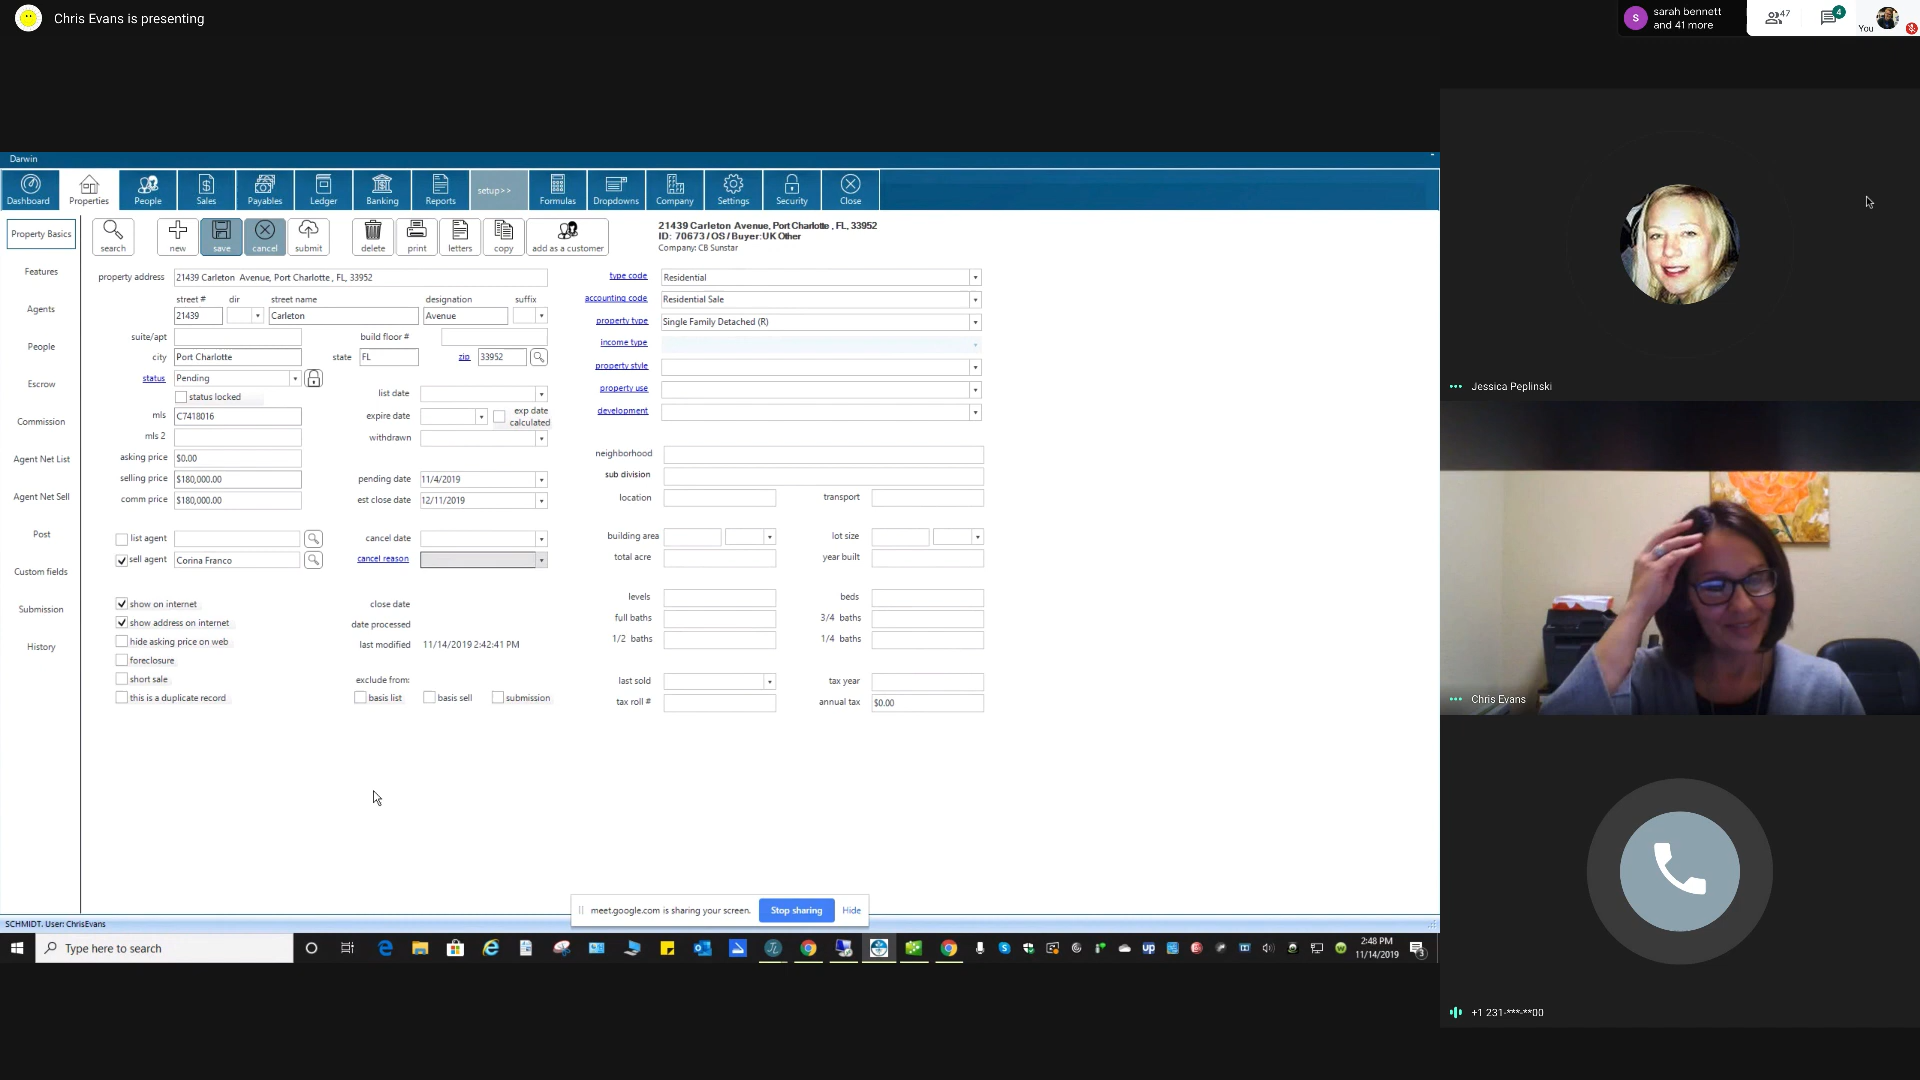 Chris Evans is presenting
S
sarah bennett
and 41 more
47
4
You
Darwin
Dashboard
Properties
People
Sales
Payables
Ledger
Banking
Reports
setup>>
Formulas
Dropdowns
Company
Settings
Security
Close
Property Basics
Features
Agents
People
Escrow
Commission
Agent Net List
Agent Net Sell
Post
Custom fields
Submission
History
search
new
save
cancel
submit
delete
print
letters
copy
add as a customer
21439 Carleton Avenue, Port Charlotte , FL, 33952
ID: 70673 / OS / Buyer: UK Other
Company: CB Sunstar
property address 21439 Carleton  Avenue, Port Charlotte , FL, 33952
street # dir street name designation suffix
21439 Carleton Avenue
suite/apt build floor #
city Port Charlotte state FL zip 33952
status Pending
status locked
list date
mls C7418016
expire date exp date calculated
mls 2
withdrawn
asking price $0.00
selling price $180,000.00
pending date 11/4/2019
comm price $180,000.00
est close date 12/11/2019
list agent
cancel date
sell agent Corina Franco
cancel reason
show on internet
close date
show address on internet
date processed
hide asking price on web
last modified 11/14/2019 2:42:41 PM
foreclosure
short sale
exclude from:
this is a duplicate record
basis list basis sell submission
type code Residential
accounting code Residential Sale
property type Single Family Detached (R)
income type
property style
property use
development
neighborhood
sub division
location transport
building area lot size
total acre year built
levels beds
full baths 3/4 baths
1/2 baths 1/4 baths
last sold tax year
tax roll # annual tax $0.00
meet.google.com is sharing your screen. Stop sharing Hide
SCHMIDT. User: ChrisEvans
Type here to search
up
2:48 PM
11/14/2019
3
Jessica Peplinski
Chris Evans
+1 231-***-**00